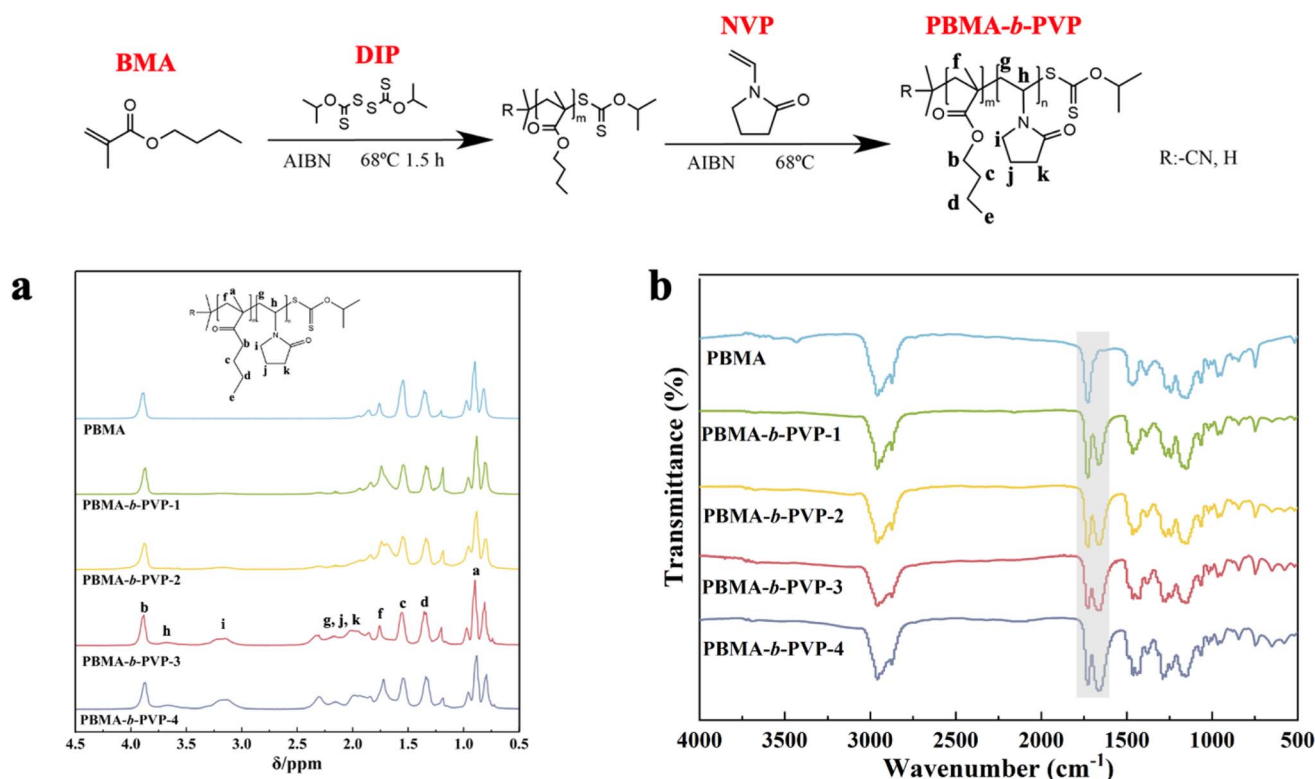 BMA
DIP
NVP
PBMA-b-PVP
O
O
O
S
S
S
S
O
AIBN
68ºC 1.5 h
R
m
S
S
O
O
O
N
O
AIBN
68ºC
f
g
h
R
m
n
S
S
O
O
O
N
O
i
b
c
d
e
j
k
R:-CN, H
a
f
a
g
h
R
n
S
S
O
O
N
O
i
b
c
d
e
j
k
PBMA
PBMA-b-PVP-1
PBMA-b-PVP-2
b
h
i
g, j, k
f
c
d
a
PBMA-b-PVP-3
PBMA-b-PVP-4
4.5 4.0 3.5 3.0 2.5 2.0 1.5 1.0 0.5
δ/ppm
b
Transmittance (%)
PBMA
PBMA-b-PVP-1
PBMA-b-PVP-2
PBMA-b-PVP-3
PBMA-b-PVP-4
4000 3500 3000 2500 2000 1500 1000 500
Wavenumber (cm-1)